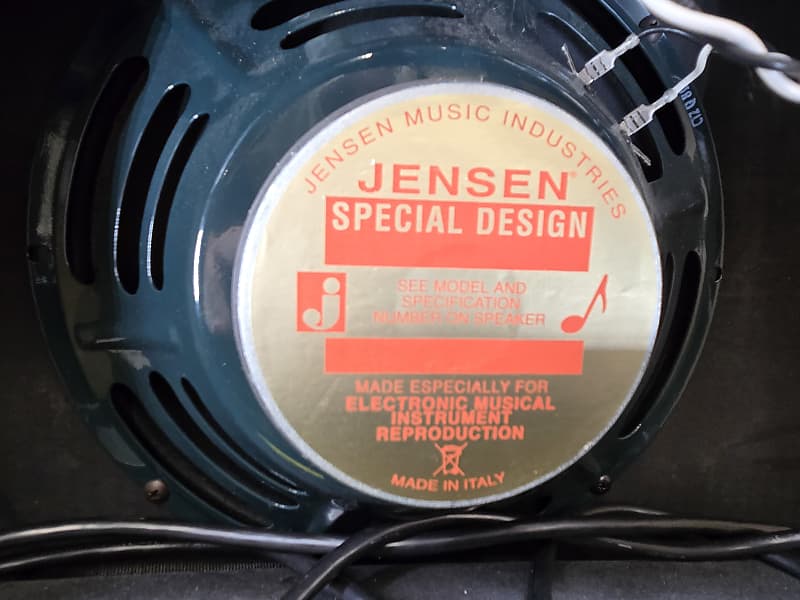 JENSEN MUSIC INDUSTRIES
JENSEN®
SPECIAL DESIGN
j
SEE MODEL AND
SPECIFICATION
NUMBER ON SPEAKER
MADE ESPECIALLY FOR
ELECTRONIC MUSICAL
INSTRUMENT
REPRODUCTION
MADE IN ITALY